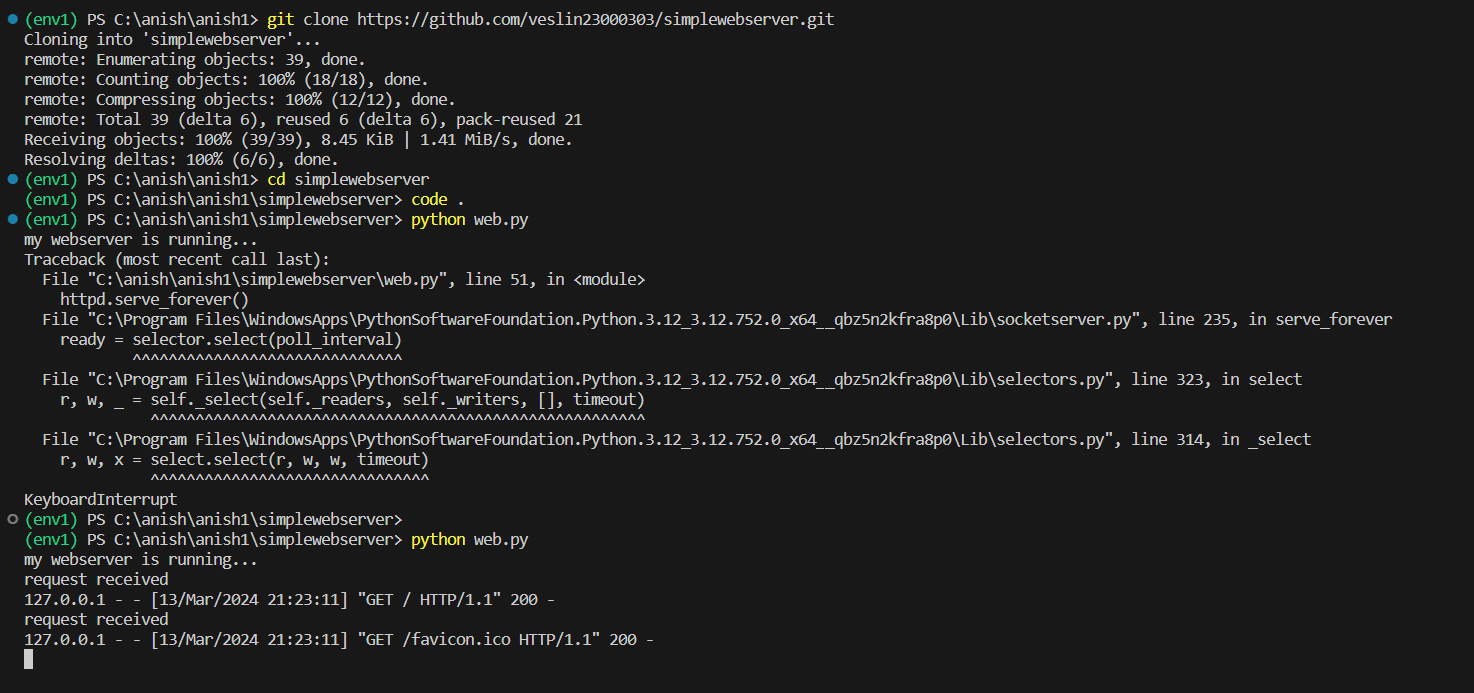 (env1) PS C:\anish\anish1> git clone https://github.com/veslin23000303/simplewebserver.git
Cloning into 'simplewebserver'...
remote: Enumerating objects: 39, done.
remote: Counting objects: 100% (18/18), done.
remote: Compressing objects: 100% (12/12), done.
remote: Total 39 (delta 6), reused 6 (delta 6), pack-reused 21
Receiving objects: 100% (39/39), 8.45 KiB | 1.41 MiB/s, done.
Resolving deltas: 100% (6/6), done.
(env1) PS C:\anish\anish1> cd simplewebserver
(env1) PS C:\anish\anish1\simplewebserver> code .
(env1) PS C:\anish\anish1\simplewebserver> python web.py
my webserver is running...
Traceback (most recent call last):
  File "C:\anish\anish1\simplewebserver\web.py", line 51, in <module>
    httpd.serve_forever()
  File "C:\Program Files\WindowsApps\PythonSoftwareFoundation.Python.3.12_3.12.752.0_x64__qbz5n2kfra8p0\Lib\socketserver.py", line 235, in serve_forever
    ready = selector.select(poll_interval)
            ^^^^^^^^^^^^^^^^^^^^^^^^^^^^^^
  File "C:\Program Files\WindowsApps\PythonSoftwareFoundation.Python.3.12_3.12.752.0_x64__qbz5n2kfra8p0\Lib\selectors.py", line 323, in select
    r, w, _ = self._select(self._readers, self._writers, [], timeout)
              ^^^^^^^^^^^^^^^^^^^^^^^^^^^^^^^^^^^^^^^^^^^^^^^^^^^^^^^
  File "C:\Program Files\WindowsApps\PythonSoftwareFoundation.Python.3.12_3.12.752.0_x64__qbz5n2kfra8p0\Lib\selectors.py", line 314, in _select
    r, w, x = select.select(r, w, w, timeout)
              ^^^^^^^^^^^^^^^^^^^^^^^^^^^^^^^
KeyboardInterrupt
(env1) PS C:\anish\anish1\simplewebserver>
(env1) PS C:\anish\anish1\simplewebserver> python web.py
my webserver is running...
request received
127.0.0.1 - - [13/Mar/2024 21:23:11] "GET / HTTP/1.1" 200 -
request received
127.0.0.1 - - [13/Mar/2024 21:23:11] "GET /favicon.ico HTTP/1.1" 200 -